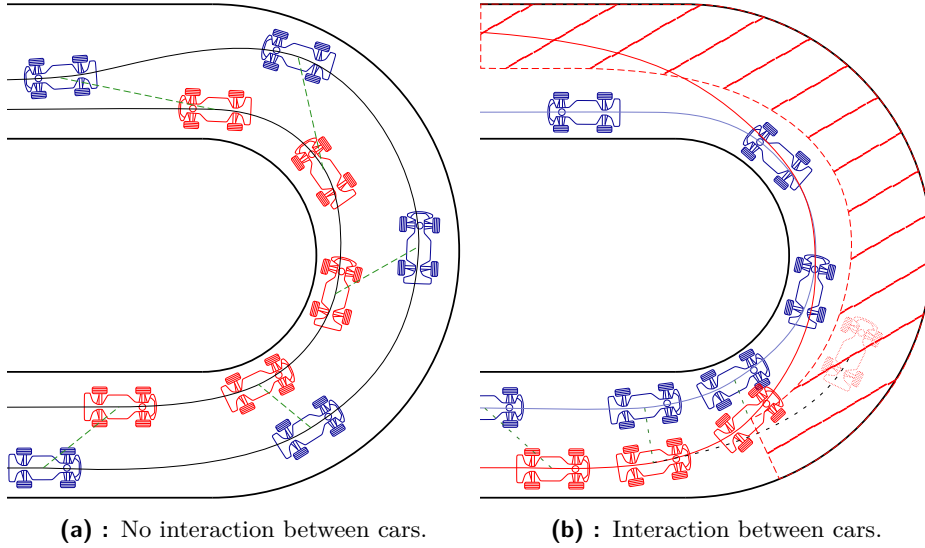 (a) : No interaction between cars.
(b) : Interaction between cars.